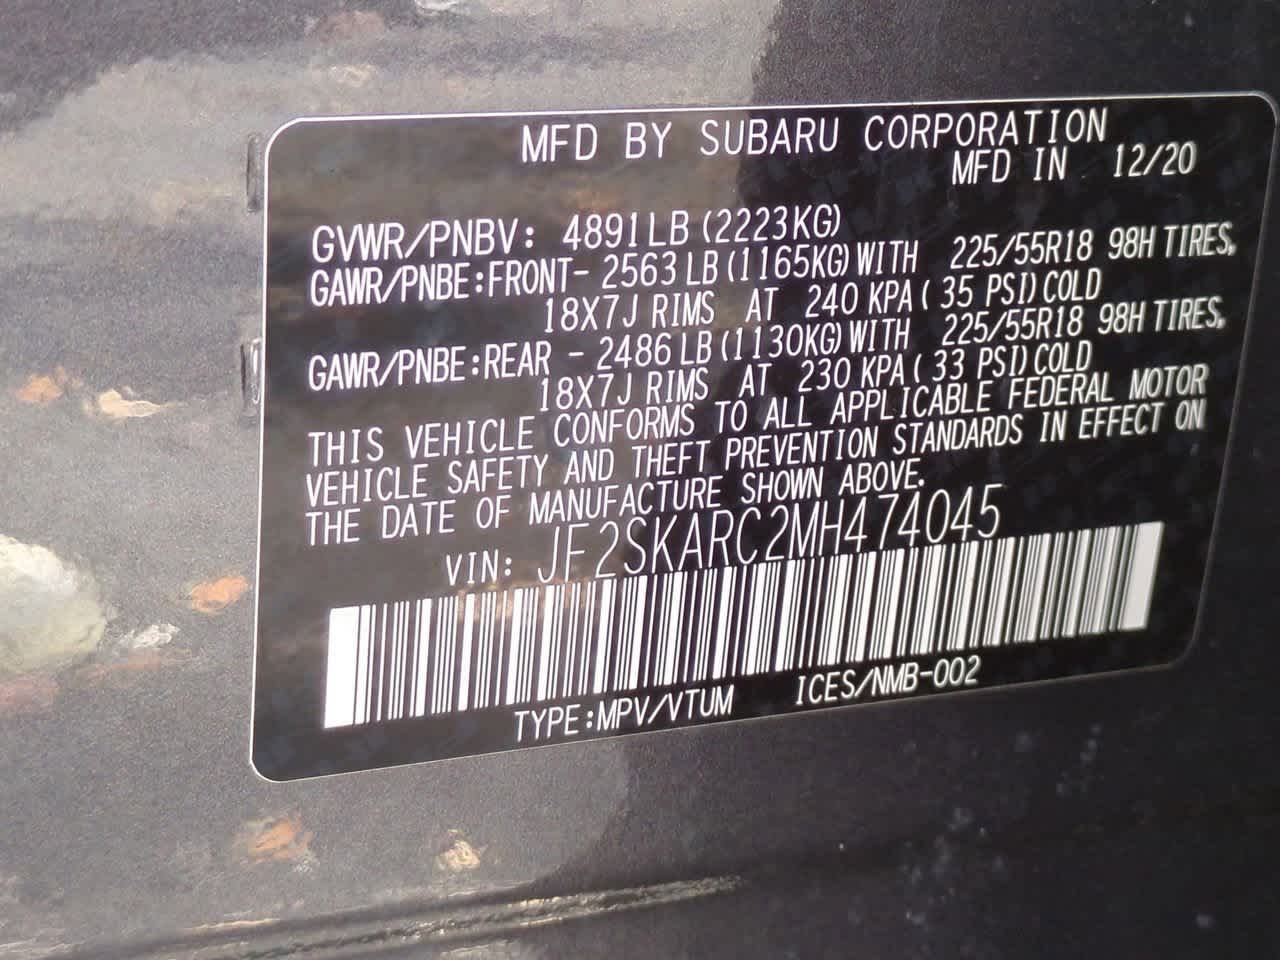 MFD BY SUBARU CORPORATION
MFD IN 12/20
GVWR/PNBV: 4891LB (2223KG)
GAWR/PNBE:FRONT- 2563 LB (1165KG) WITH 225/55R18 98H TIRES,
18X7J RIMS AT 240 KPA ( 35 PSI) COLD
GAWR/PNBE:REAR - 2486 LB (1130KG) WITH 225/55R18 98H TIRES,
18X7J RIMS AT 230 KPA ( 33 PSI) COLD
THIS VEHICLE CONFORMS TO ALL APPLICABLE FEDERAL MOTOR
VEHICLE SAFETY AND THEFT PREVENTION STANDARDS IN EFFECT ON
THE DATE OF MANUFACTURE SHOWN ABOVE.
VIN: JF2SKARC2MH474045
TYPE:MPV/VTUM ICES/NMB-002